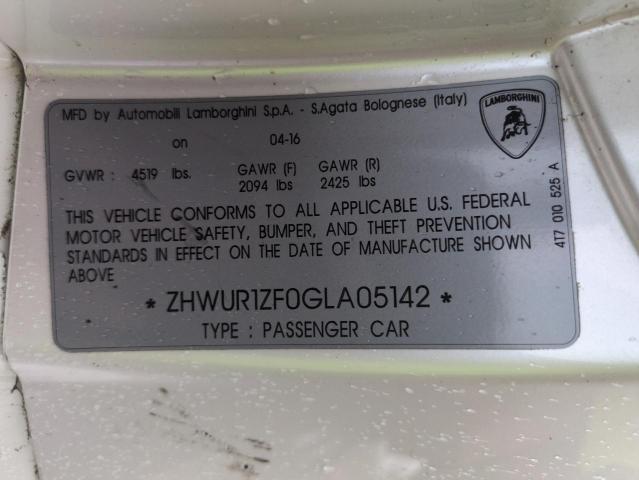 MFD by Automobili Lamborghini S.p.A. - S.Agata Bolognese (Italy)
LAMBORGHINI
on 04-16
GVWR : 4519 lbs. GAWR (F) GAWR (R)
2094 lbs 2425 lbs
THIS VEHICLE CONFORMS TO ALL APPLICABLE U.S. FEDERAL
MOTOR VEHICLE SAFETY, BUMPER, AND THEFT PREVENTION
STANDARDS IN EFFECT ON THE DATE OF MANUFACTURE SHOWN
ABOVE
* ZHWUR1ZF0GLA05142 *
TYPE : PASSENGER CAR
417 010 525 A